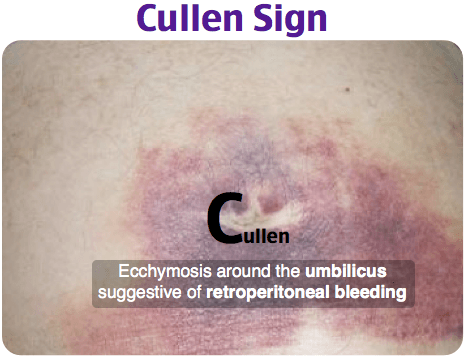 Cullen Sign
Cullen
Ecchymosis around the umbilicus
suggestive of retroperitoneal bleeding